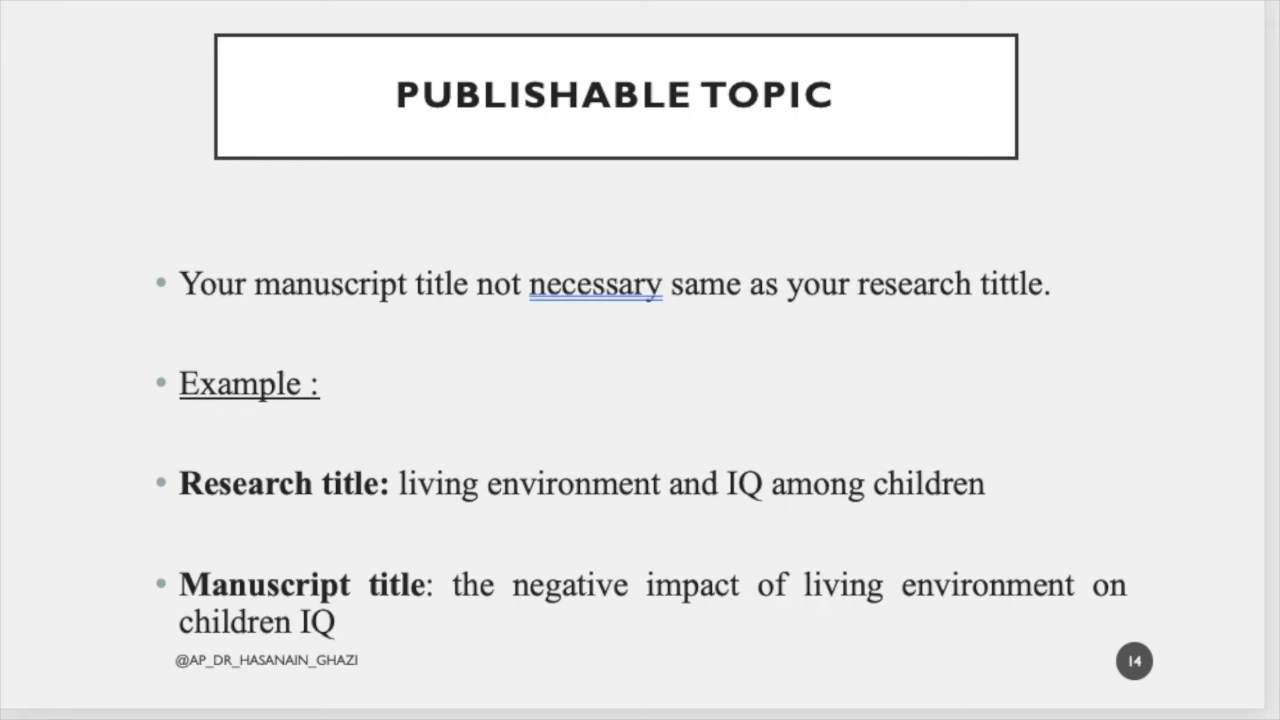 PUBLISHABLE TOPIC
• Your manuscript title not necessary same as your research tittle.
• Example :
• Research title: living environment and IQ among children
• Manuscript title: the negative impact of living environment on
children IQ
@AP_DR_HASANAIN_GHAZI
14